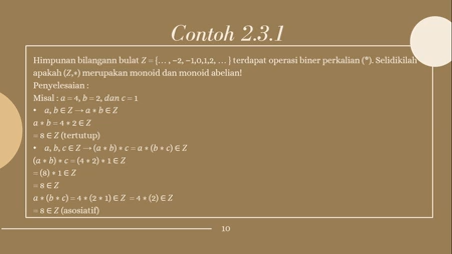 Contoh 2.3.1
Himpunan bilangann bulat Z = {… , −2, −1,0,1,2, … } terdapat operasi biner perkalian (*). Selidikilah
apakah (Z,∗) merupakan monoid dan monoid abelian!
Penyelesaian :
Misal : a = 4, b = 2, dan c = 1
• a, b ∈ Z → a ∗ b ∈ Z
a ∗ b = 4 ∗ 2 ∈ Z
= 8 ∈ Z (tertutup)
• a, b, c ∈ Z → (a ∗ b) ∗ c = a ∗ (b ∗ c) ∈ Z
(a ∗ b) ∗ c = (4 ∗ 2) ∗ 1 ∈ Z
= (8) ∗ 1 ∈ Z
= 8 ∈ Z
a ∗ (b ∗ c) = 4 ∗ (2 ∗ 1) ∈ Z = 4 ∗ (2) ∈ Z
= 8 ∈ Z (asosiatif)
10